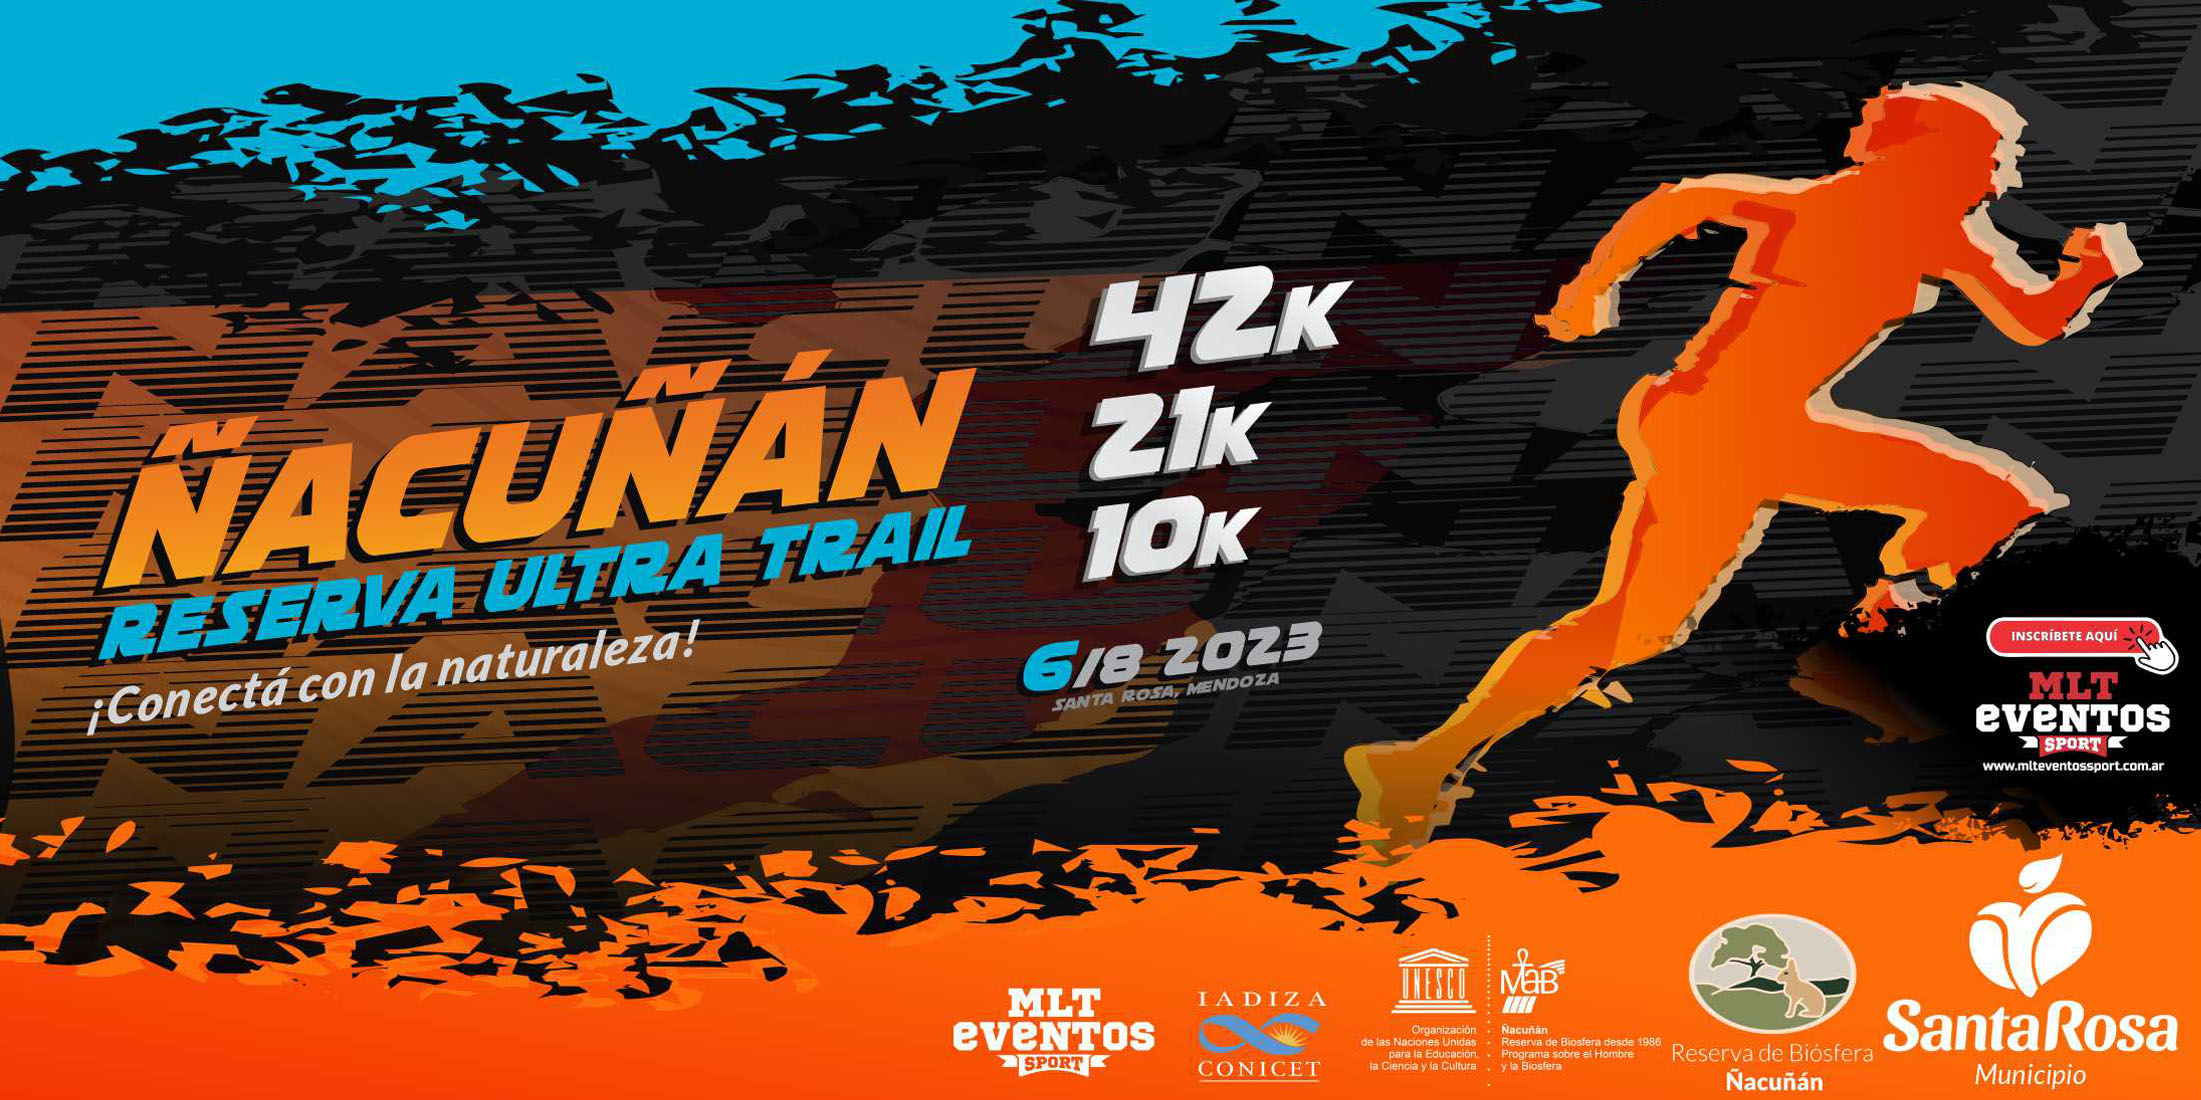 ÑACUÑÁN
RESERVA ULTRA TRAIL
¡Conectá con la naturaleza!
42K
21K
10K
6/8 2023
SANTA ROSA, MENDOZA
INSCRÍBETE AQUÍ
MLT
eVeNTOS
SPORT
www.mlteventossport.com.ar
MLT
eVeNTOS
SPORT
IADIZA
CONICET
UNESCO
Organización
de las Naciones Unidas
para la Educación,
la Ciencia y la Cultura
MaB
Ñacuñán
Reserva de Biosfera desde 1986
Programa sobre el Hombre
y la Biosfera
Reserva de Biósfera
Ñacuñán
SantaRosa
Municipio